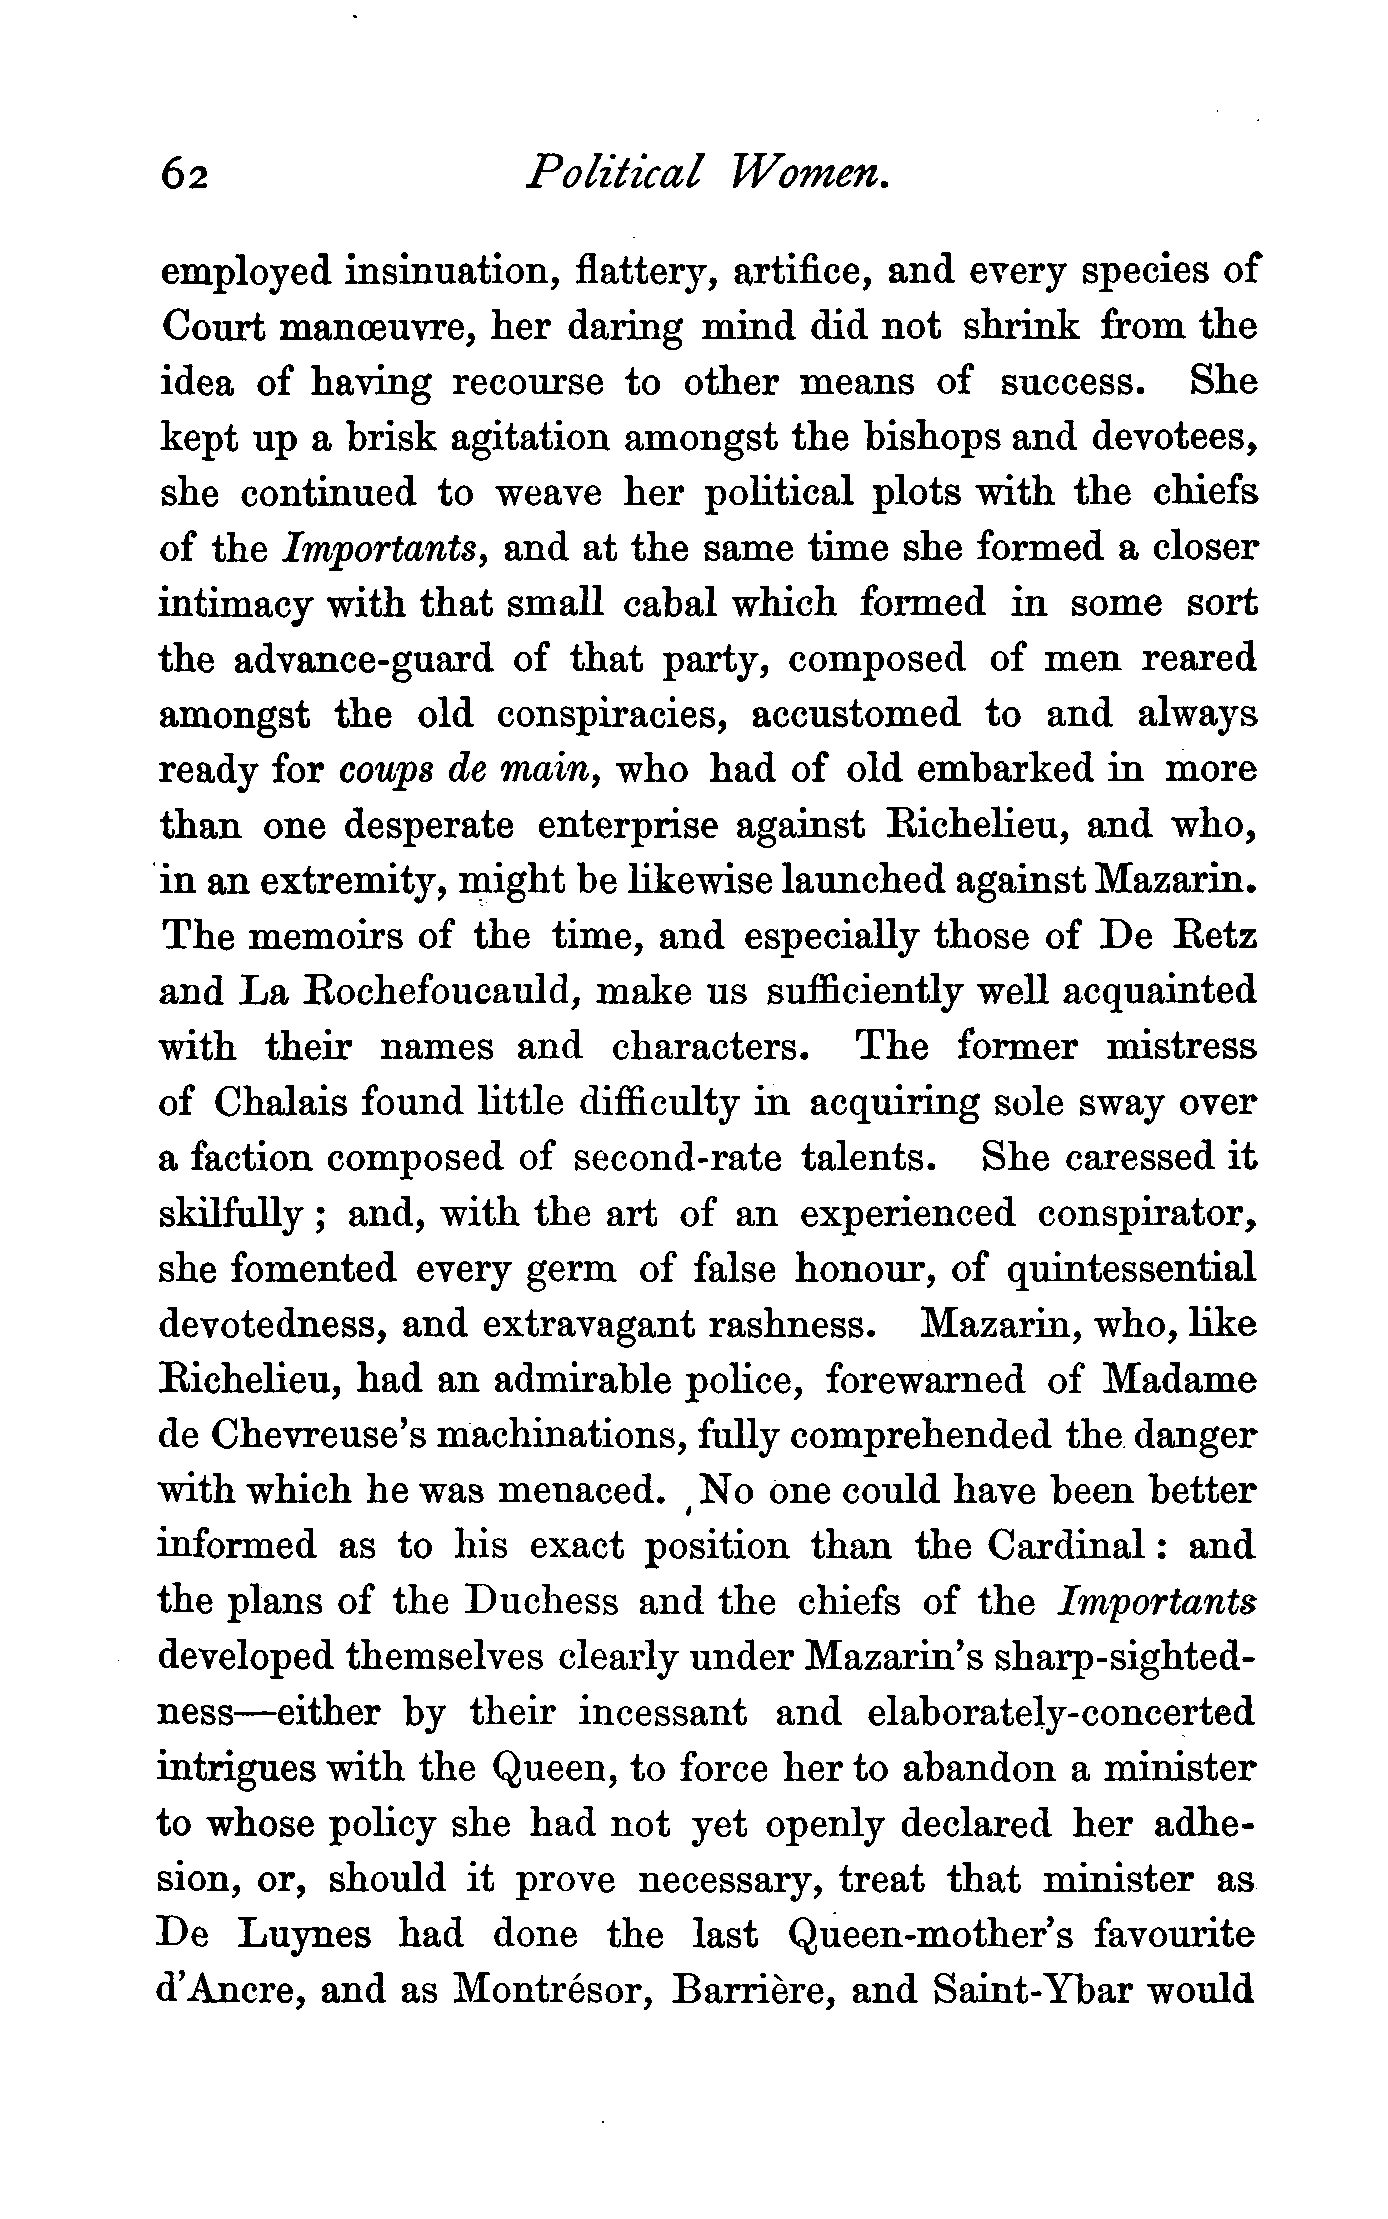 62 Political Women.
employed insinuation, flattery, artifice, and every species of
Court manœuvre, her daring mind did not shrink from the
idea of having recourse to other means of success. She
kept up a brisk agitation amongst the bishops and devotees,
she continued to weave her political plots with the chiefs
of the Importants, and at the same time she formed a closer
intimacy with that small cabal which formed in some sort
the advance-guard of that party, composed of men reared
amongst the old conspiracies, accustomed to and always
ready for coups de main, who had of old embarked in more
than one desperate enterprise against Richelieu, and who,
in an extremity, might be likewise launched against Mazarin.
The memoirs of the time, and especially those of De Retz
and La Rochefoucauld, make us sufficiently well acquainted
with their names and characters. The former mistress
of Chalais found little difficulty in acquiring sole sway over
a faction composed of second-rate talents. She caressed it
skilfully ; and, with the art of an experienced conspirator,
she fomented every germ of false honour, of quintessential
devotedness, and extravagant rashness. Mazarin, who, like
Richelieu, had an admirable police, forewarned of Madame
de Chevreuse's machinations, fully comprehended the danger
with which he was menaced. No one could have been better
informed as to his exact position than the Cardinal : and
the plans of the Duchess and the chiefs of the Importants
developed themselves clearly under Mazarin's sharp-sighted-
ness—either by their incessant and elaborately-concerted
intrigues with the Queen, to force her to abandon a minister
to whose policy she had not yet openly declared her adhe-
sion, or, should it prove necessary, treat that minister as
De Luynes had done the last Queen-mother's favourite
d'Ancre, and as Montrésor, Barrière, and Saint-Ybar would